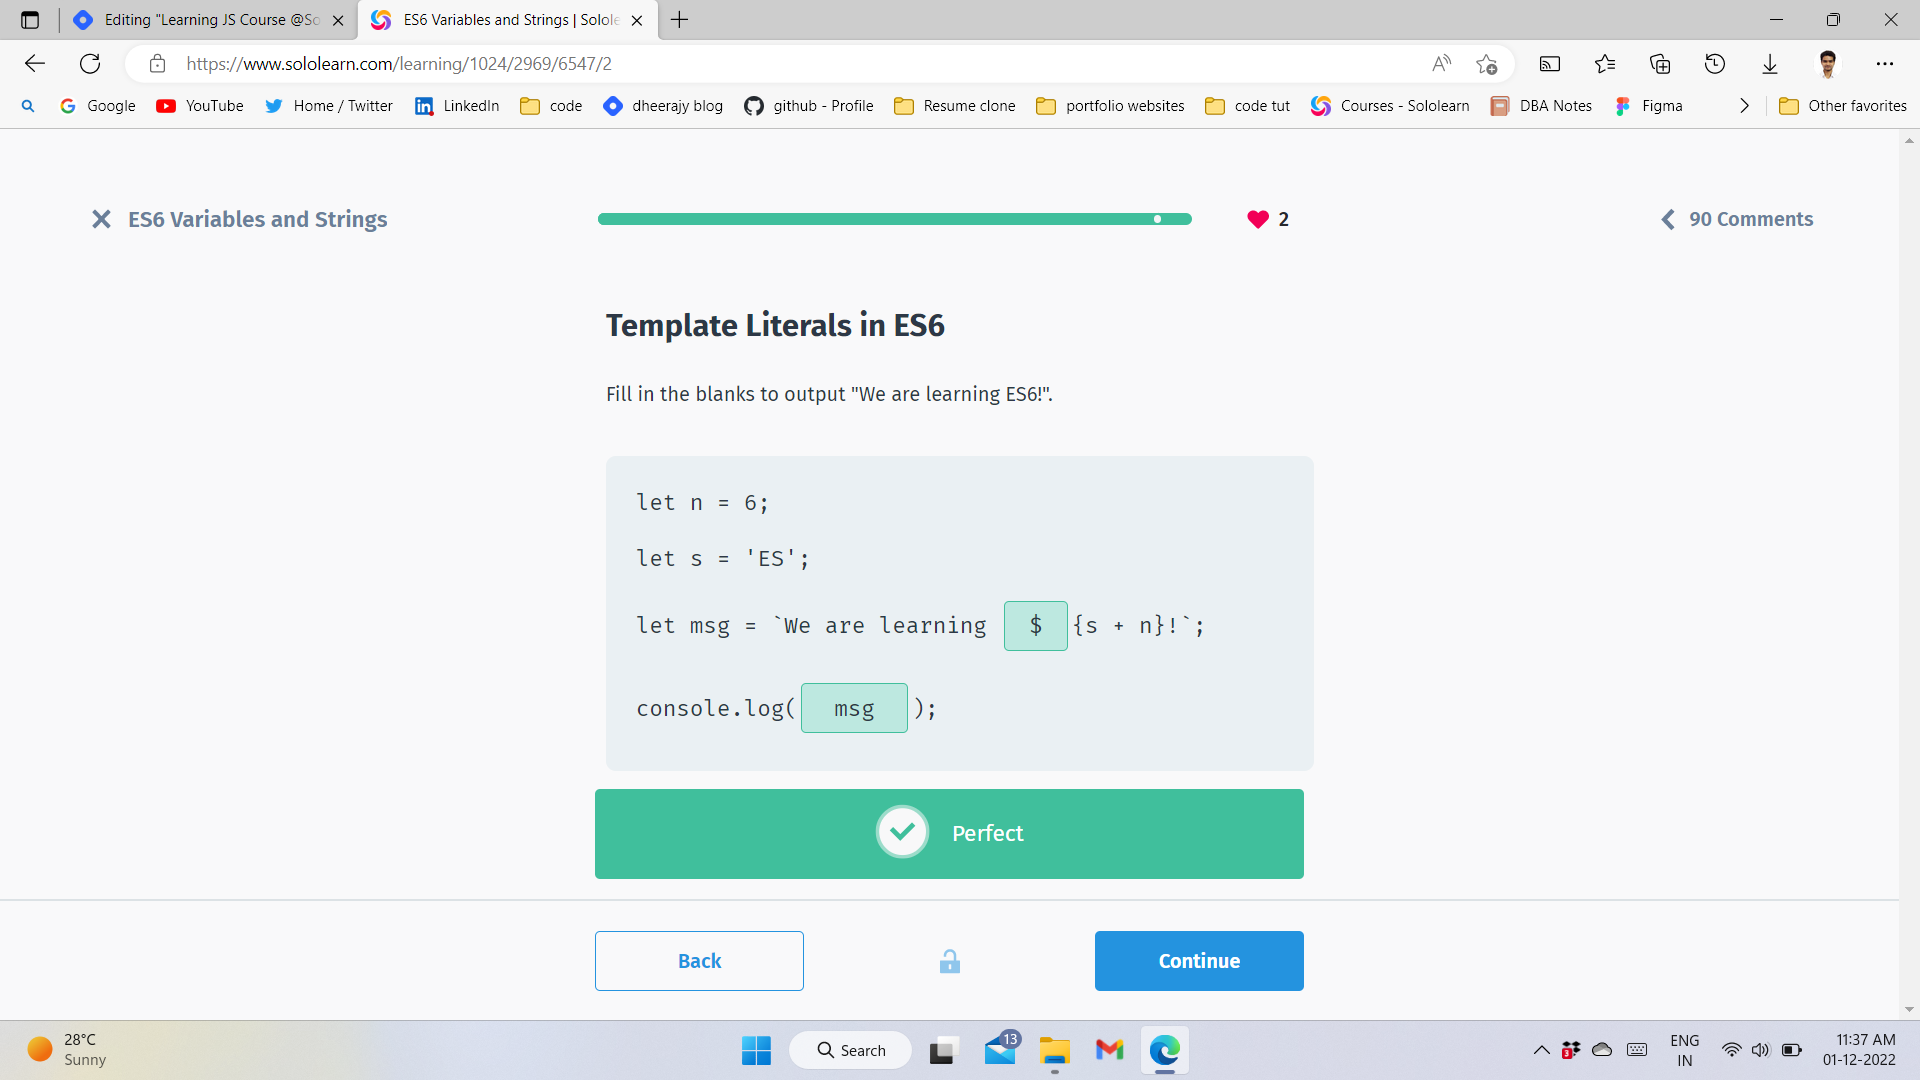 Editing "Learning JS Course @So
ES6 Variables and Strings | Solole
https://www.sololearn.com/learning/1024/2969/6547/2
Google YouTube Home / Twitter LinkedIn code dheerajy blog github - Profile Resume clone portfolio websites code tut Courses - Sololearn DBA Notes Figma Other favorites
ES6 Variables and Strings
2
90 Comments
Template Literals in ES6
Fill in the blanks to output "We are learning ES6!".
let n = 6;
let s = 'ES';
let msg = `We are learning $ {s + n}!`;
console.log( msg );
Perfect
Back
Continue
28°C
Sunny
Search
13
3
ENG
IN
11:37 AM
01-12-2022